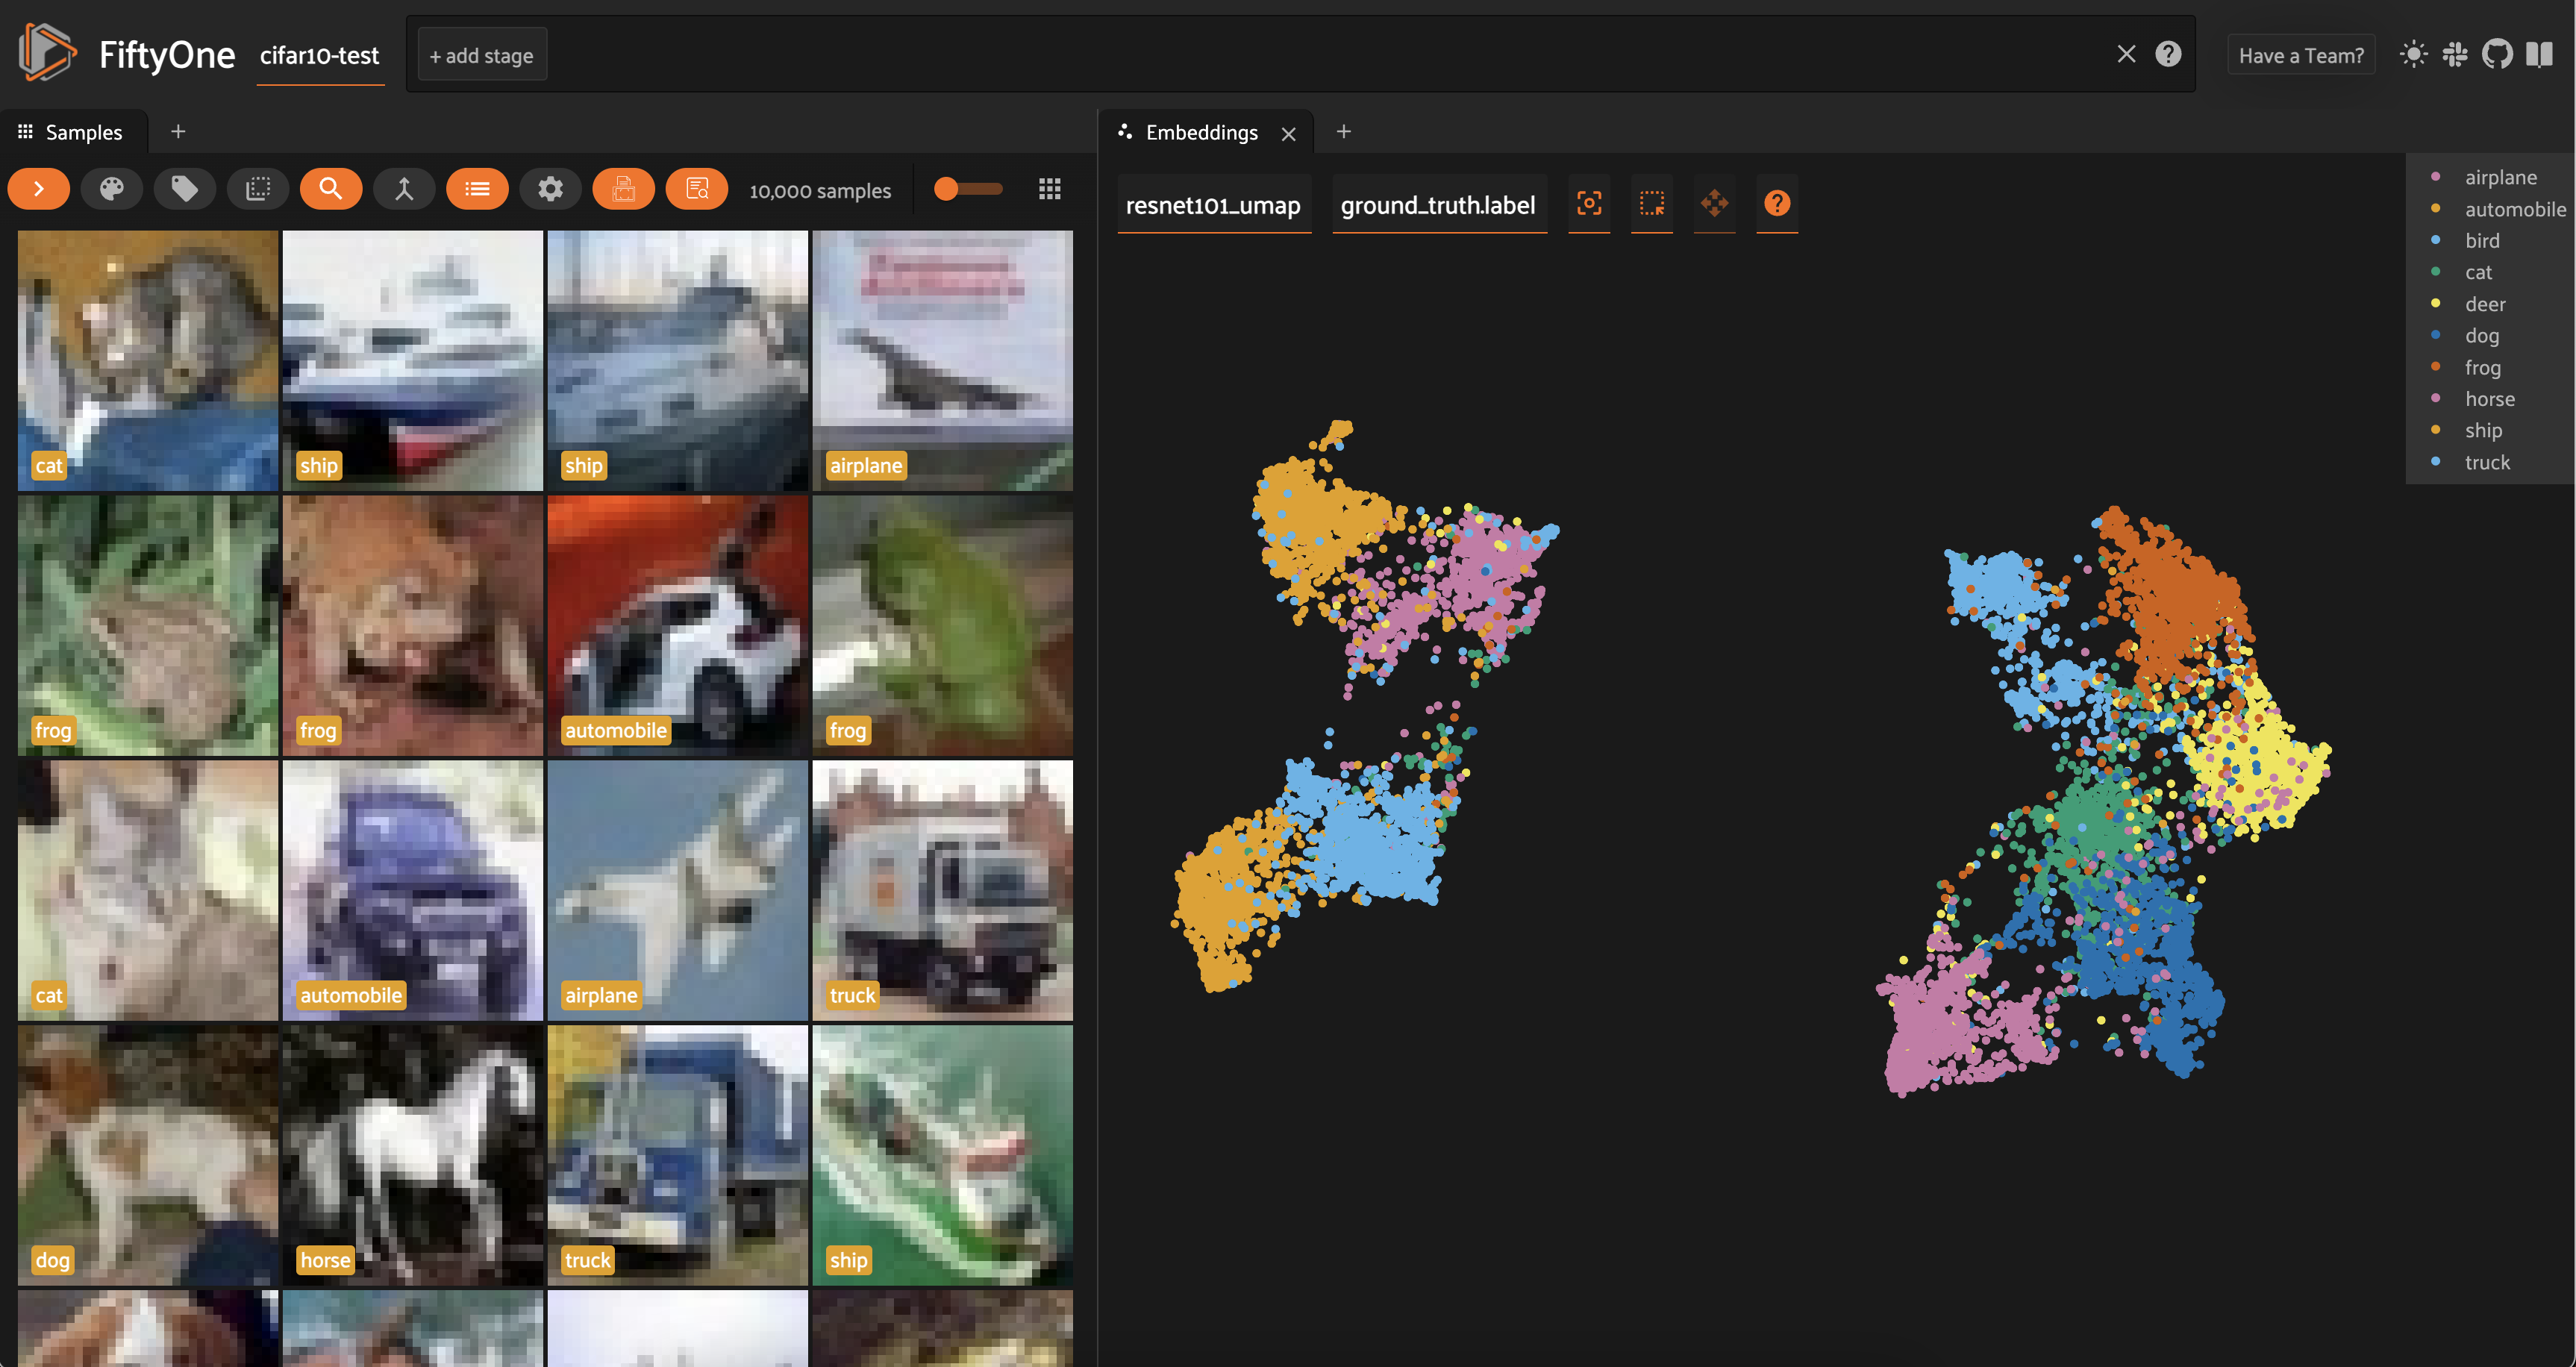 FiftyOne
cifar10-test
+ add stage
Have a Team?
Samples
+
Embeddings
+
10,000 samples
resnet101_umap
ground_truth.label
airplane
automobile
bird
cat
deer
dog
frog
horse
ship
truck
cat
ship
ship
airplane
frog
frog
automobile
frog
cat
automobile
airplane
truck
dog
horse
truck
ship